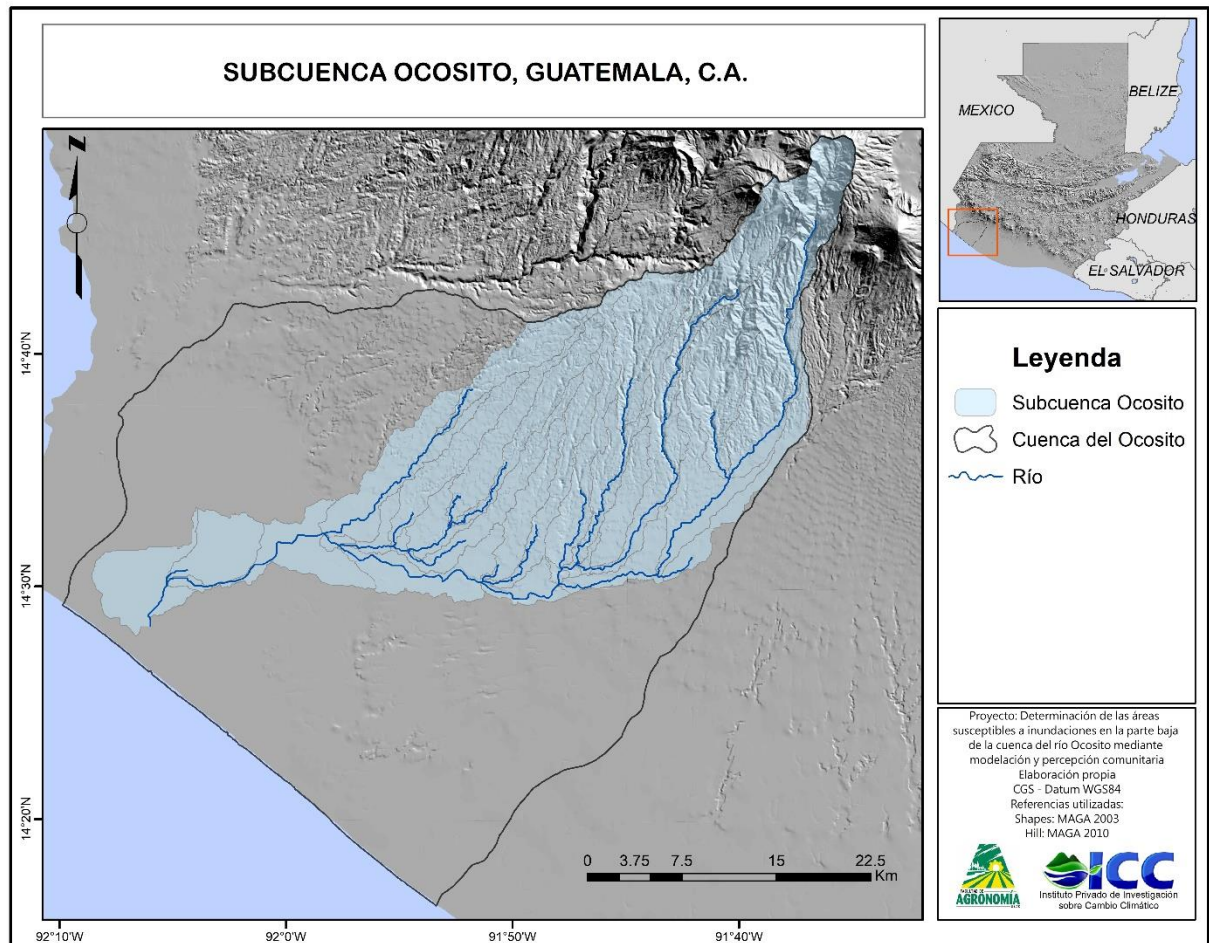 SUBCUENCA OCOSITO, GUATEMALA, C.A.
N
14°40'N
14°30'N
14°20'N
92°10'W
92°0'W
91°50'W
91°40'W
0 3.75 7.5 15 22.5
Km
MEXICO
BELIZE
HONDURAS
EL SALVADOR
Leyenda
Subcuenca Ocosito
Cuenca del Ocosito
Río
Proyecto: Determinación de las áreas
susceptibles a inundaciones en la parte baja
de la cuenca del río Ocosito mediante
modelación y percepción comunitaria
Elaboración propia
CGS - Datum WGS84
Referencias utilizadas:
Shapes: MAGA 2003
Hill: MAGA 2010
FACULTAD DE
AGRONOMIA
ICC
Instituto Privado de Investigación
sobre Cambio Climático